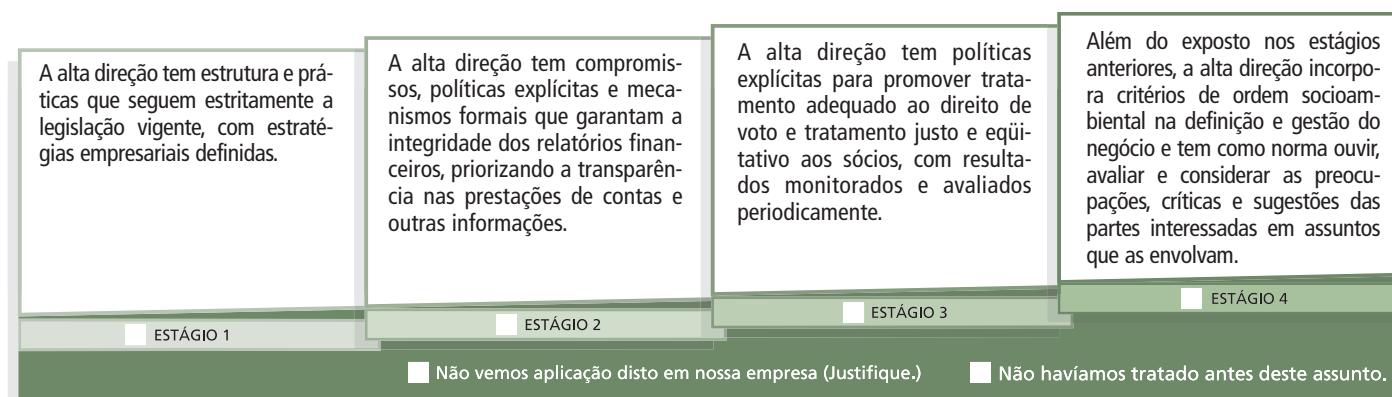 A alta direção tem estrutura e prá-
ticas que seguem estritamente a
legislação vigente, com estraté-
gias empresariais definidas.
ESTÁGIO 1
A alta direção tem compromis-
sos, políticas explícitas e meca-
nismos formais que garantam a
integridade dos relatórios finan-
ceiros, priorizando a transparên-
cia nas prestações de contas e
outras informações.
ESTÁGIO 2
A alta direção tem políticas
explícitas para promover trata-
mento adequado ao direito de
voto e tratamento justo e eqüi-
tativo aos sócios, com resulta-
dos monitorados e avaliados
periodicamente.
ESTÁGIO 3
Além do exposto nos estágios
anteriores, a alta direção incorpo-
ra critérios de ordem socioam-
biental na definição e gestão do
negócio e tem como norma ouvir,
avaliar e considerar as preocu-
pações, críticas e sugestões das
partes interessadas em assuntos
que as envolvam.
ESTÁGIO 4
Não vemos aplicação disto em nossa empresa (Justifique.)
Não havíamos tratado antes deste assunto.